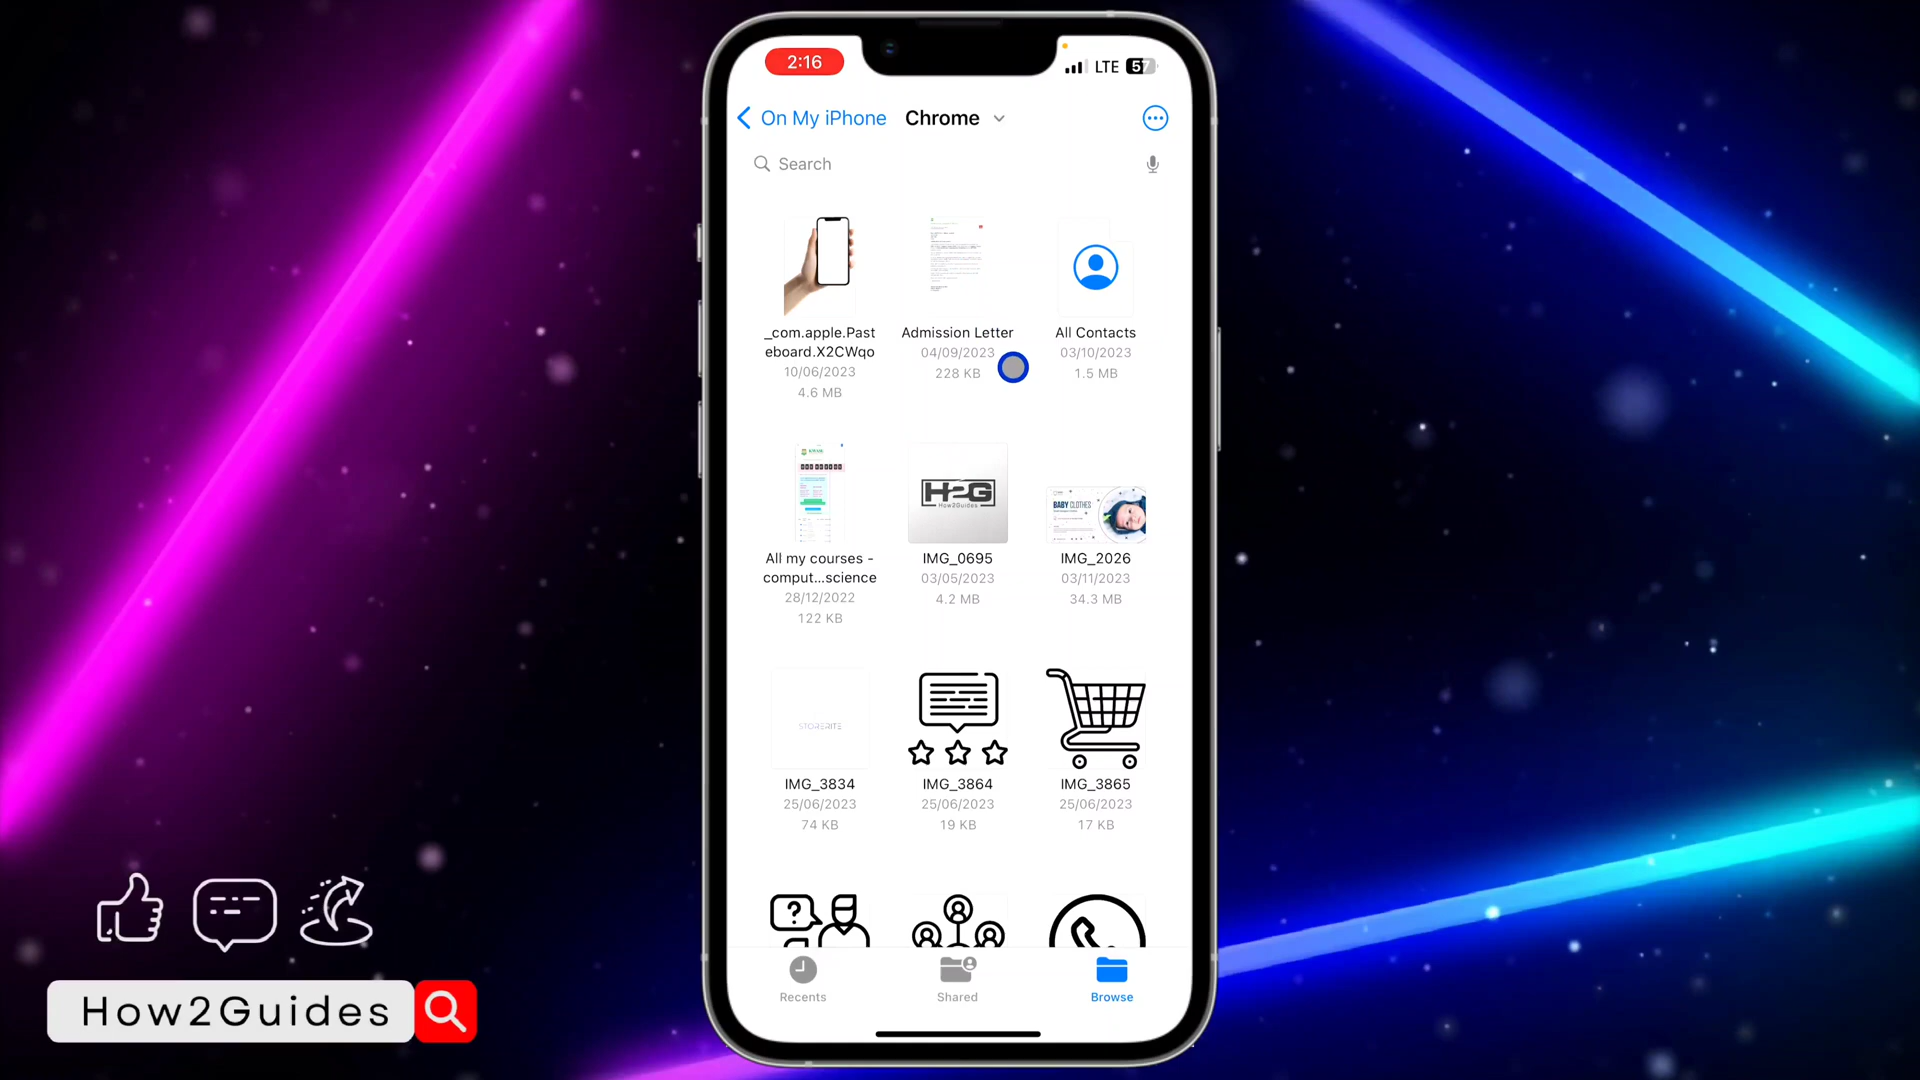 2:16
LTE 57
On My iPhone Chrome
Search
_com.apple.Past
eboard.X2CWqo
10/06/2023
4.6 MB
Admission Letter
04/09/2023
228 KB
All Contacts
03/10/2023
1.5 MB
All my courses -
comput...science
28/12/2022
122 KB
H2G
How2Guides
IMG_0695
03/05/2023
4.2 MB
BABY CLOTHES
IMG_2026
03/11/2023
34.3 MB
STORERITE
IMG_3834
25/06/2023
74 KB
IMG_3864
25/06/2023
19 KB
IMG_3865
25/06/2023
17 KB
Recents
Shared
Browse
How2Guides